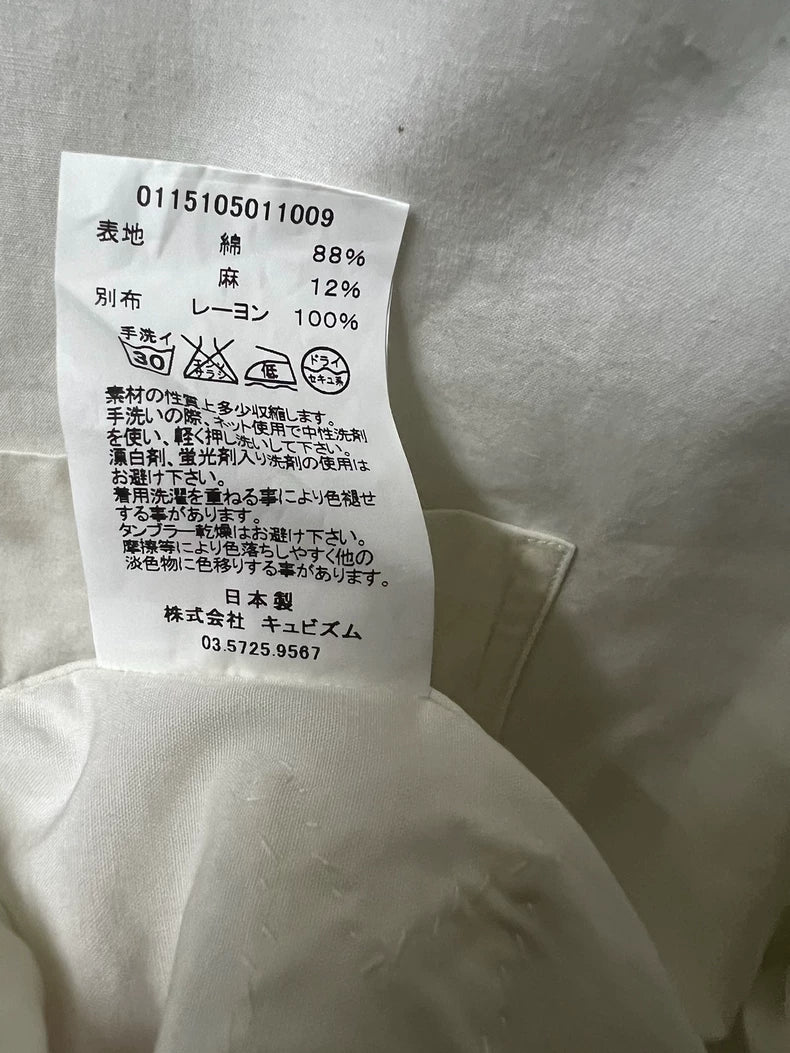 0115105011009
表地 綿 88%
麻 12%
別布 レーヨン 100%
手洗イ
30
エンソ
サラシ
低
ドライ
セキユ系
素材の性質上多少収縮します。
手洗いの際、ネット使用で中性洗剤
を使い、軽く押し洗いして下さい。
漂白剤、蛍光剤入り洗剤の使用は
お避け下さい。
着用洗濯を重ねる事により色褪せ
する事があります。
タンブラー乾燥はお避け下さい。
摩擦等により色落ちしやすく他の
淡色物に色移りする事があります。
日本製
株式会社 キュビズム
03.5725.9567